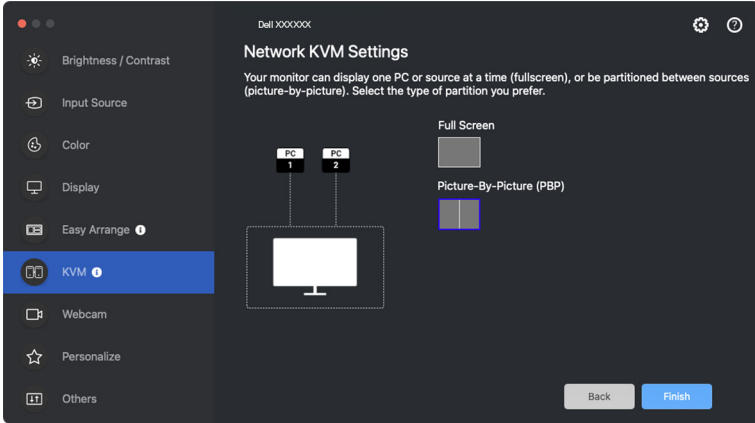 Dell XXXXXX
Network KVM Settings
Your monitor can display one PC or source at a time (fullscreen), or be partitioned between sources
(picture-by-picture). Select the type of partition you prefer.
Brightness / Contrast
Input Source
Color
Display
Easy Arrange
KVM
Webcam
Personalize
Others
PC
1
PC
2
Full Screen
Picture-By-Picture (PBP)
Back
Finish